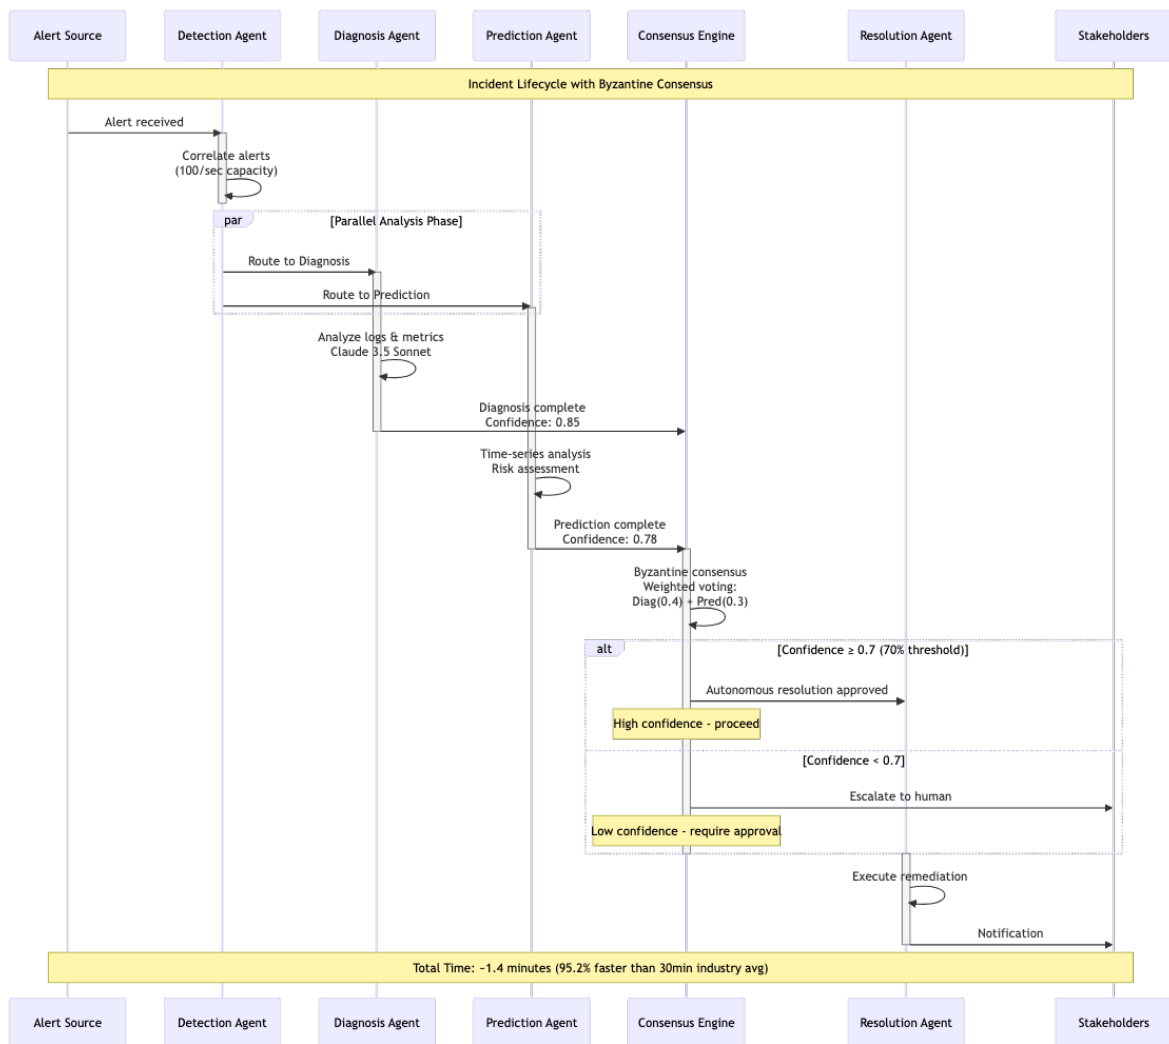 Alert Source
Detection Agent
Diagnosis Agent
Prediction Agent
Consensus Engine
Resolution Agent
Stakeholders
Incident Lifecycle with Byzantine Consensus
Alert received
Correlate alerts
(100/sec capacity)
par
[Parallel Analysis Phase]
Route to Diagnosis
Route to Prediction
Analyze logs & metrics
Claude 3.5 Sonnet
Diagnosis complete
Confidence: 0.85
Time-series analysis
Risk assessment
Prediction complete
Confidence: 0.78
Byzantine consensus
Weighted voting:
Diag(0.4) + Pred(0.3)
alt
[Confidence ≥ 0.7 (70% threshold)]
Autonomous resolution approved
High confidence - proceed
[Confidence < 0.7]
Escalate to human
Low confidence - require approval
Execute remediation
Notification
Total Time: ~1.4 minutes (95.2% faster than 30min industry avg)
Alert Source
Detection Agent
Diagnosis Agent
Prediction Agent
Consensus Engine
Resolution Agent
Stakeholders